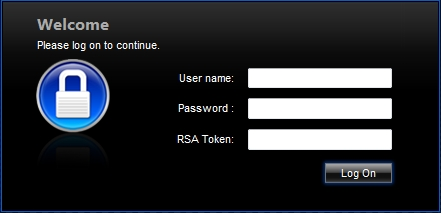 Welcome
Please log on to continue.
User name:
Password :
RSA Token:
Log On